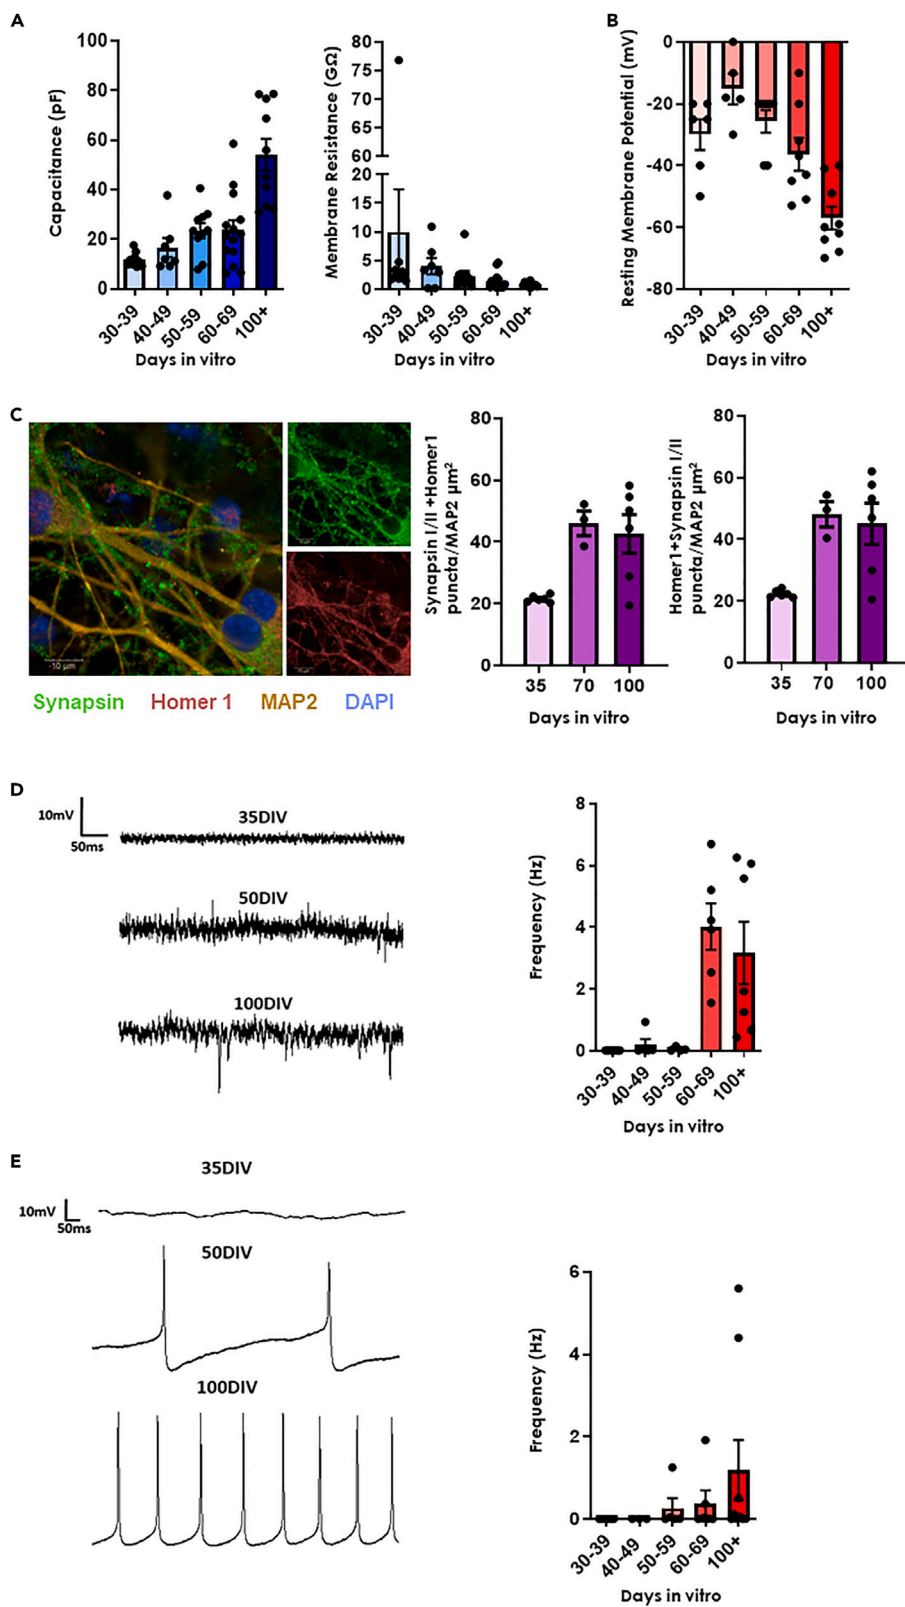 A
Capacitance (pF)
100
80
60
40
20
0
30-39
40-49
50-59
60-69
100+
Days in vitro
Membrane Resistance (GΩ)
80
75
70
65
60
20
15
10
5
0
30-39
40-49
50-59
60-69
100+
Days in vitro
B
Resting Membrane Potential (mV)
0
-20
-40
-60
-80
30-39
40-49
50-59
60-69
100+
Days in vitro
C
10 µm
Synapsin Homer 1 MAP2 DAPI
Synapsin I/II +Homer1
puncta/MAP2 µm²
80
60
40
20
0
35 70 100
Days in vitro
Homer1+Synapsin I/II
puncta/MAP2 µm²
80
60
40
20
0
35 70 100
Days in vitro
D
10mV
50ms
35DIV
50DIV
100DIV
Frequency (Hz)
8
6
4
2
0
30-39
40-49
50-59
60-69
100+
Days in vitro
E
35DIV
10mV
50ms
50DIV
100DIV
Frequency (Hz)
6
4
2
0
30-39
40-49
50-59
60-69
100+
Days in vitro